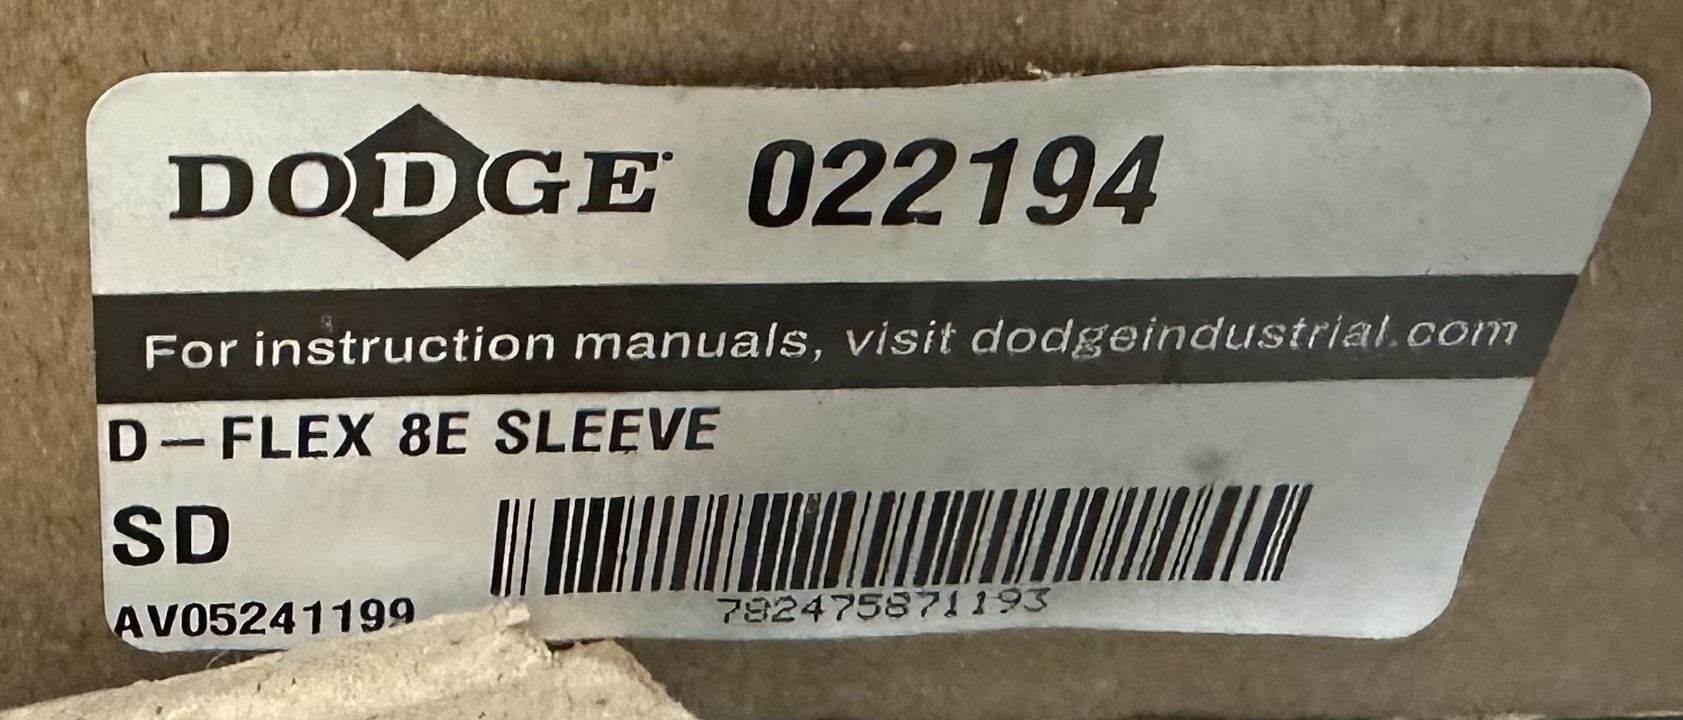 DODGE 022194
For instruction manuals, visit dodgeindustrial.com
D-FLEX 8E SLEEVE
SD
AV05241199
782475871193